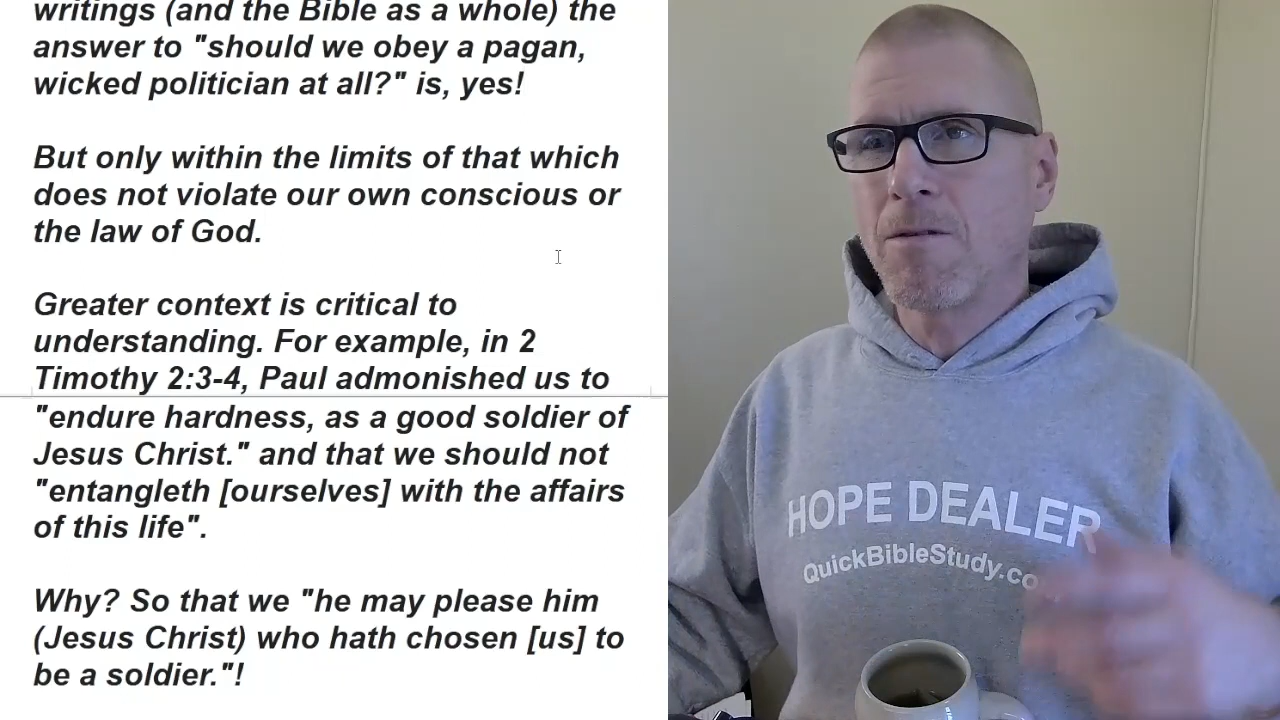 writings (and the Bible as a whole) the
answer to "should we obey a pagan,
wicked politician at all?" is, yes!
But only within the limits of that which
does not violate our own conscious or
the law of God.
Greater context is critical to
understanding. For example, in 2
Timothy 2:3-4, Paul admonished us to
"endure hardness, as a good soldier of
Jesus Christ." and that we should not
"entangleth [ourselves] with the affairs
of this life".
Why? So that we "he may please him
(Jesus Christ) who hath chosen [us] to
be a soldier."!
HOPE DEALER
QuickBibleStudy.co